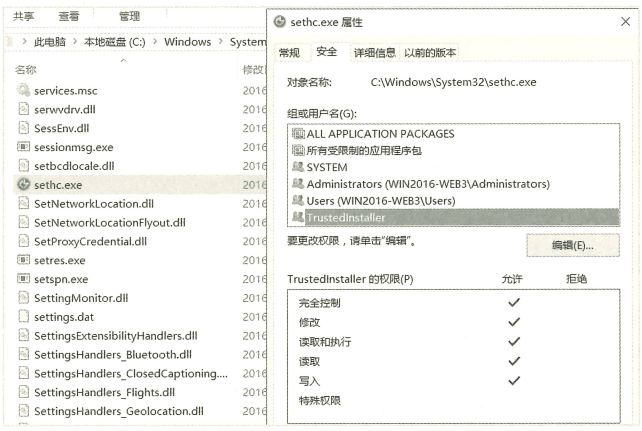 共享 查看 管理
此电脑 > 本地磁盘 (C:) > Windows > System
名称 修改
services.msc 2016
serwvdrv.dll 2016
SessEnv.dll 2016
sessionmsg.exe 2016
setbcdlocale.dll 2016
sethc.exe 2016
SetNetworkLocation.dll 2016
SetNetworkLocationFlyout.dll 2016
SetProxyCredential.dll 2016
setres.exe 2016
setspn.exe 2016
SettingMonitor.dll 2016
settings.dat 2016
SettingsExtensibilityHandlers.dll 2016
SettingsHandlers_Bluetooth.dll 2016
SettingsHandlers_ClosedCaptioning.... 2016
SettingsHandlers_Flights.dll 2016
SettingsHandlers_Geolocation.dll 2016
sethc.exe 属性
常规 安全 详细信息 以前的版本
对象名称: C:\Windows\System32\sethc.exe
组或用户名(G):
ALL APPLICATION PACKAGES
所有受限制的应用程序包
SYSTEM
Administrators (WIN2016-WEB3\Administrators)
Users (WIN2016-WEB3\Users)
TrustedInstaller
要更改权限，请单击"编辑"。 编辑(E)...
TrustedInstaller 的权限(P) 允许 拒绝
完全控制
修改
读取和执行
读取
写入
特殊权限